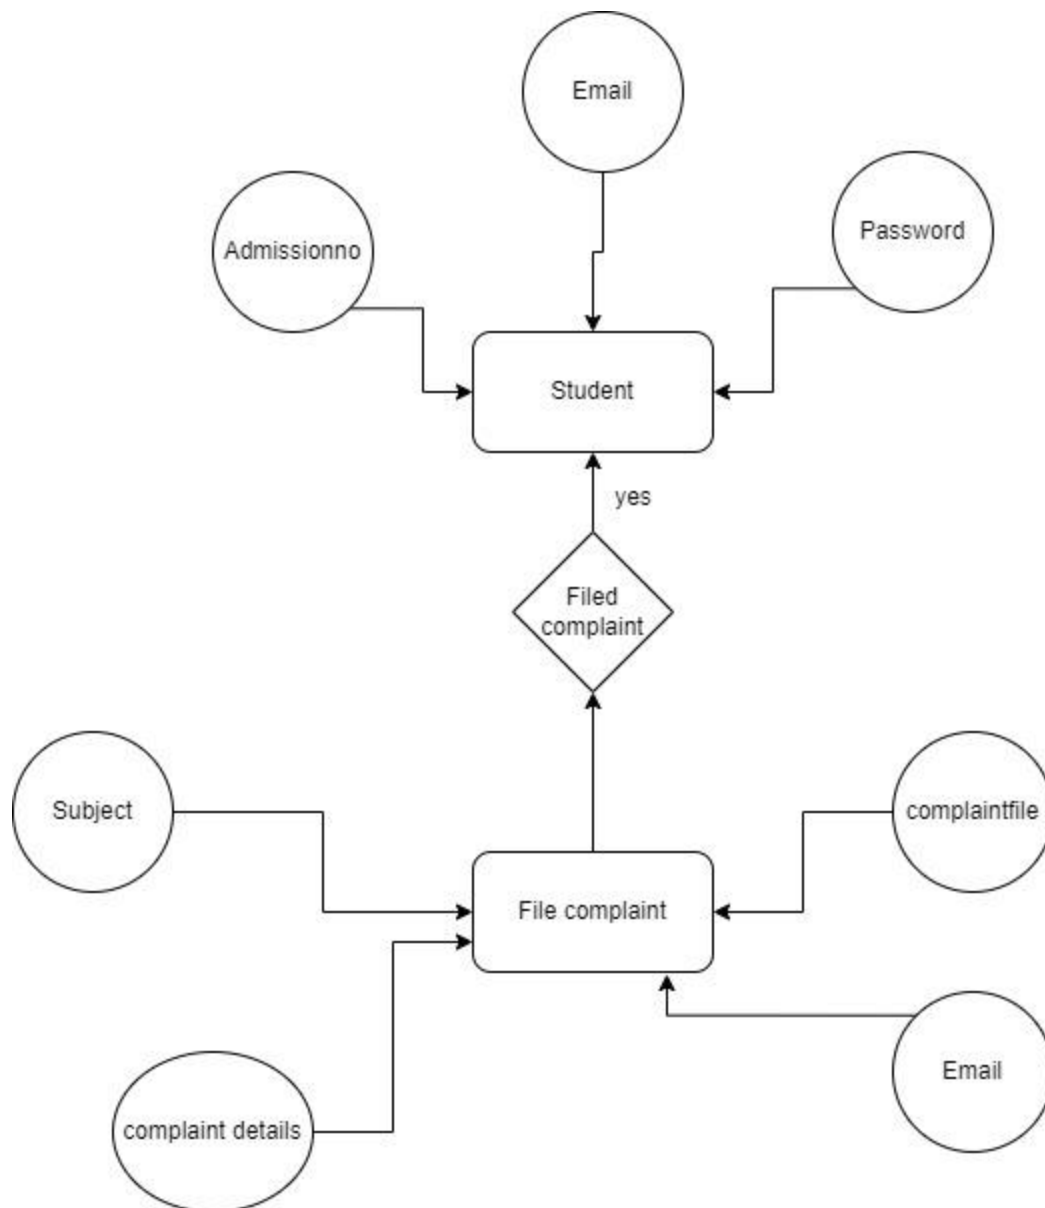 Email
Password
Admissionno
Student
yes
Filed
complaint
Subject
complaintfile
File complaint
Email
complaint details